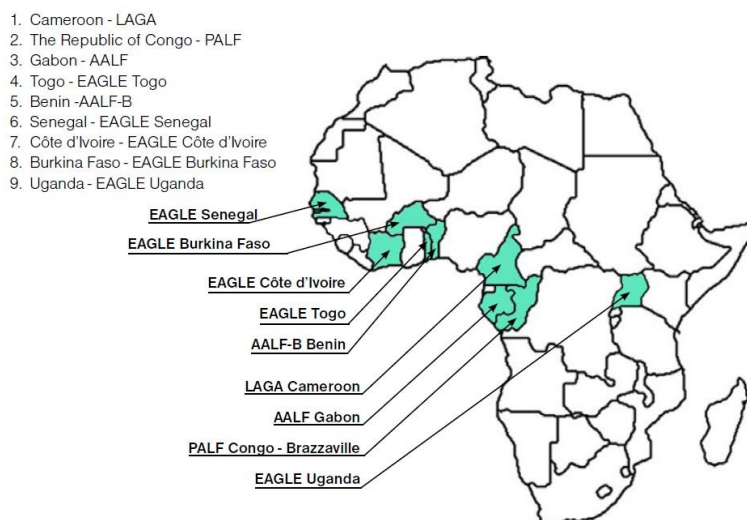 1. Cameroon - LAGA
2. The Republic of Congo - PALF
3. Gabon - AALF
4. Togo - EAGLE Togo
5. Benin -AALF-B
6. Senegal - EAGLE Senegal
7. Côte d'Ivoire - EAGLE Côte d'Ivoire
8. Burkina Faso - EAGLE Burkina Faso
9. Uganda - EAGLE Uganda
EAGLE Senegal
EAGLE Burkina Faso
EAGLE Côte d'Ivoire
EAGLE Togo
AALF-B Benin
LAGA Cameroon
AALF Gabon
PALF Congo - Brazzaville
EAGLE Uganda